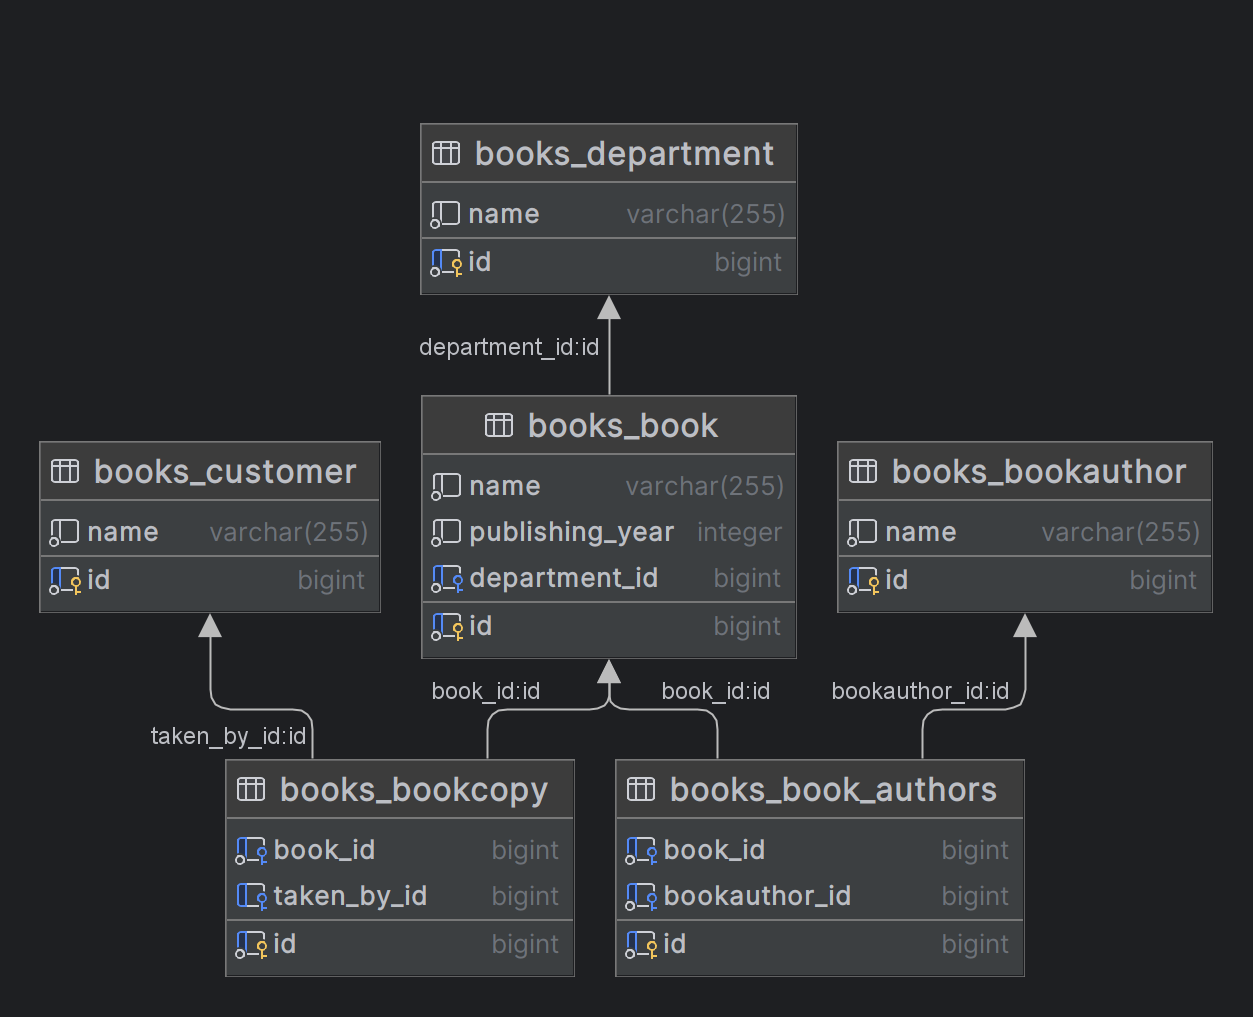 books_department
name varchar(255)
id bigint
department_id:id
books_book
name varchar(255)
publishing_year integer
department_id bigint
id bigint
books_customer
name varchar(255)
id bigint
books_bookauthor
name varchar(255)
id bigint
book_id:id
book_id:id
bookauthor_id:id
taken_by_id:id
books_bookcopy
book_id bigint
taken_by_id bigint
id bigint
books_book_authors
book_id bigint
bookauthor_id bigint
id bigint